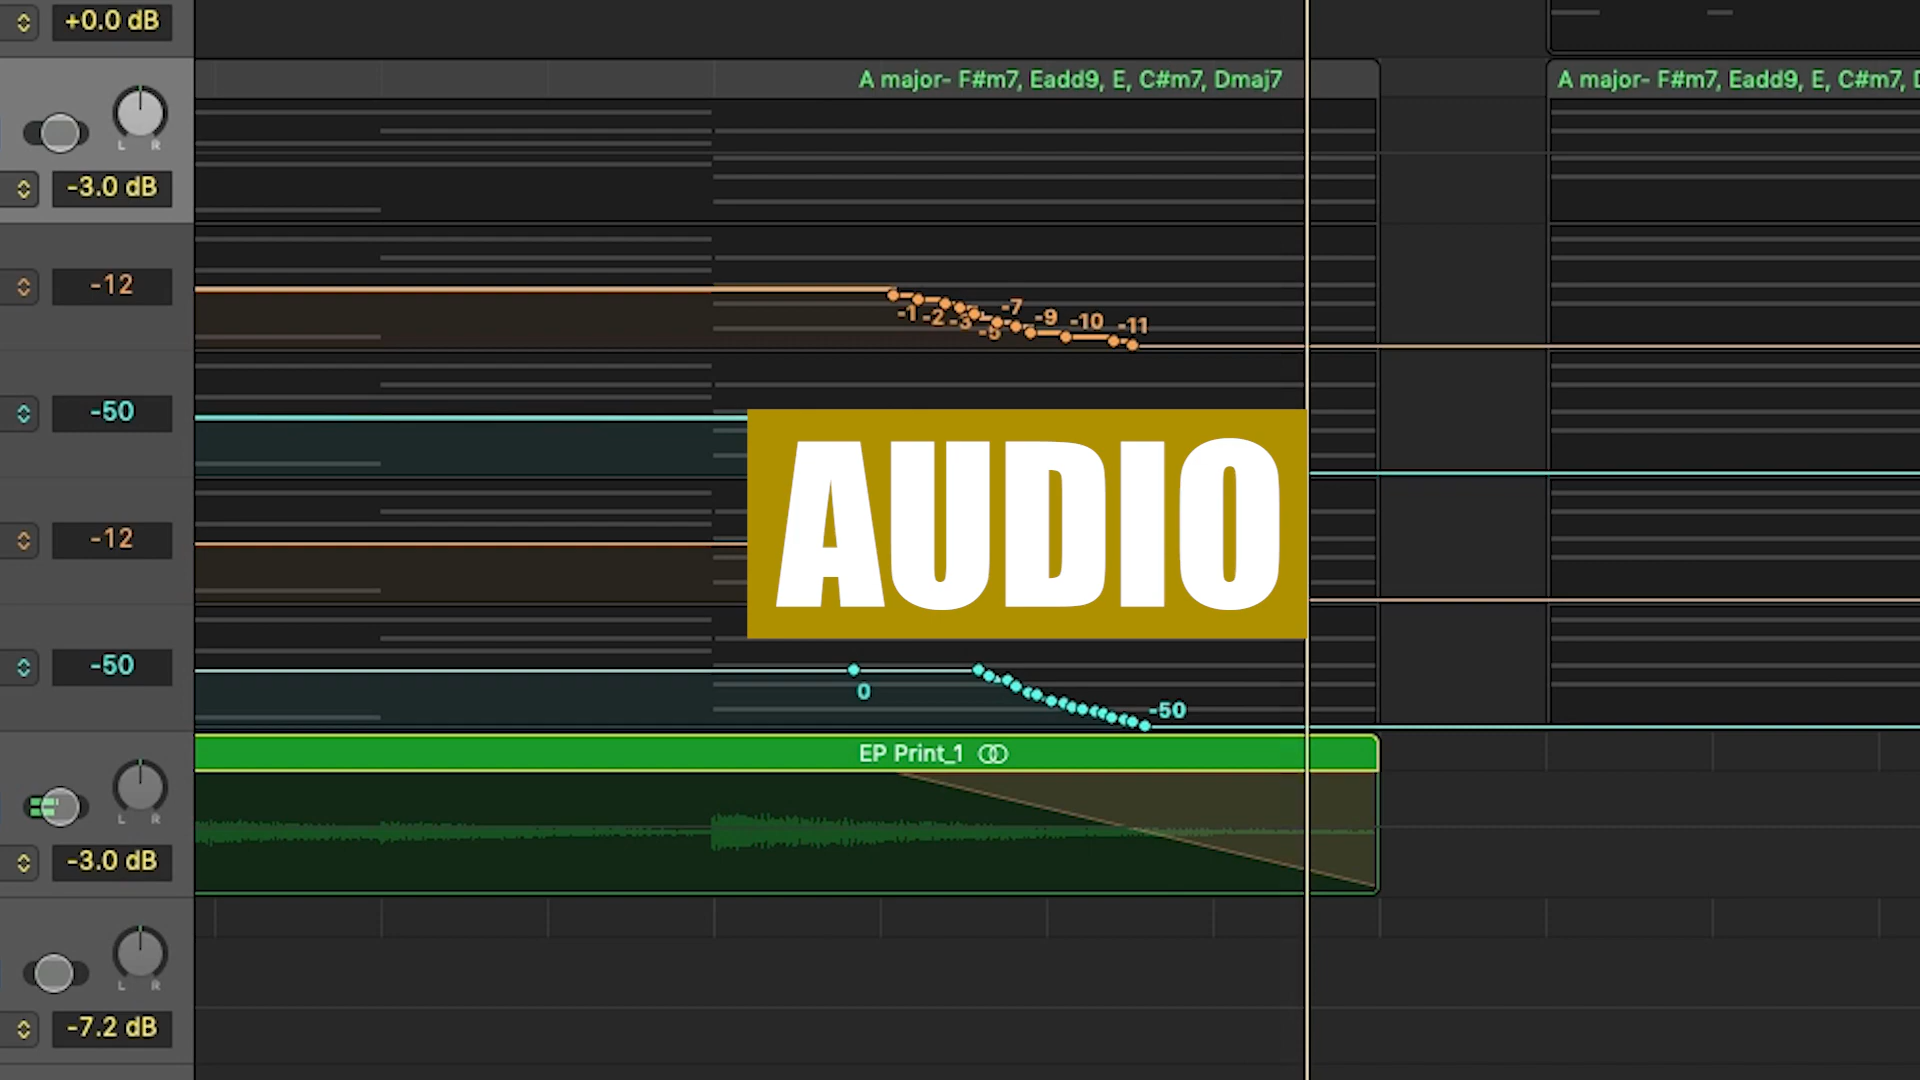 +0.0 dB
A major- F#m7, Eadd9, E, C#m7, Dmaj7
A major- F#m7, Eadd9, E, C#m7,
L R
-3.0 dB
-12
-1 -2 -3 -5 -7 -9 -10 -11
-50
AUDIO
-12
-50
0
-50
EP Print_1
L R
-3.0 dB
L R
-7.2 dB